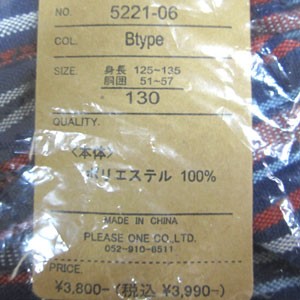 NO. 5221-06
COL. Btype
SIZE. 身長 125~135
胴囲 51~57
130
QUALITY.
〈本体〉
ポリエステル 100%
MADE IN CHINA
PLEASE ONE CO.,LTD.
052-910-8511
PRICE
¥3,800-(税込 ¥3,990-)